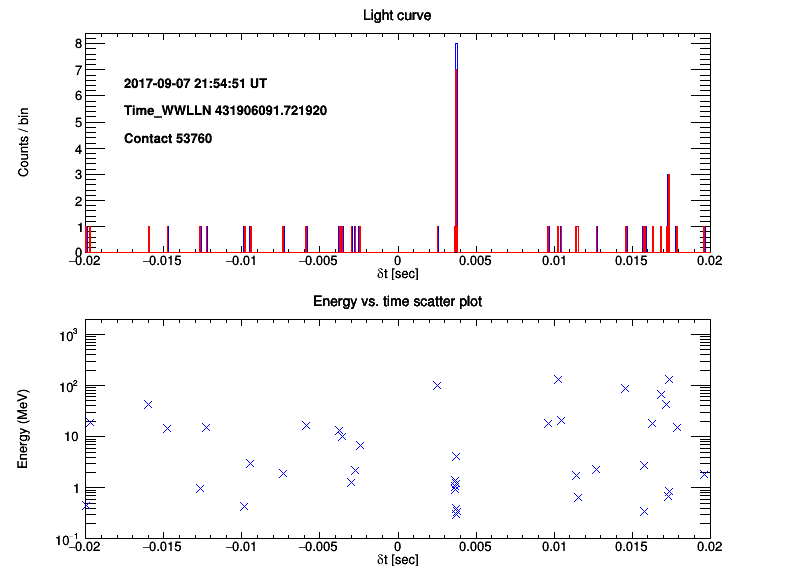 Light curve
Counts / bin
8
7
6
5
4
3
2
1
0
2017-09-07 21:54:51 UT
Time_WWLLN 431906091.721920
Contact 53760
−0.02 −0.015 −0.01 −0.005 0 0.005 0.01 0.015 0.02
δt [sec]
Energy vs. time scatter plot
Energy (MeV)
10³
10²
10
1
10⁻¹
−0.02 −0.015 −0.01 −0.005 0 0.005 0.01 0.015 0.02
δt [sec]